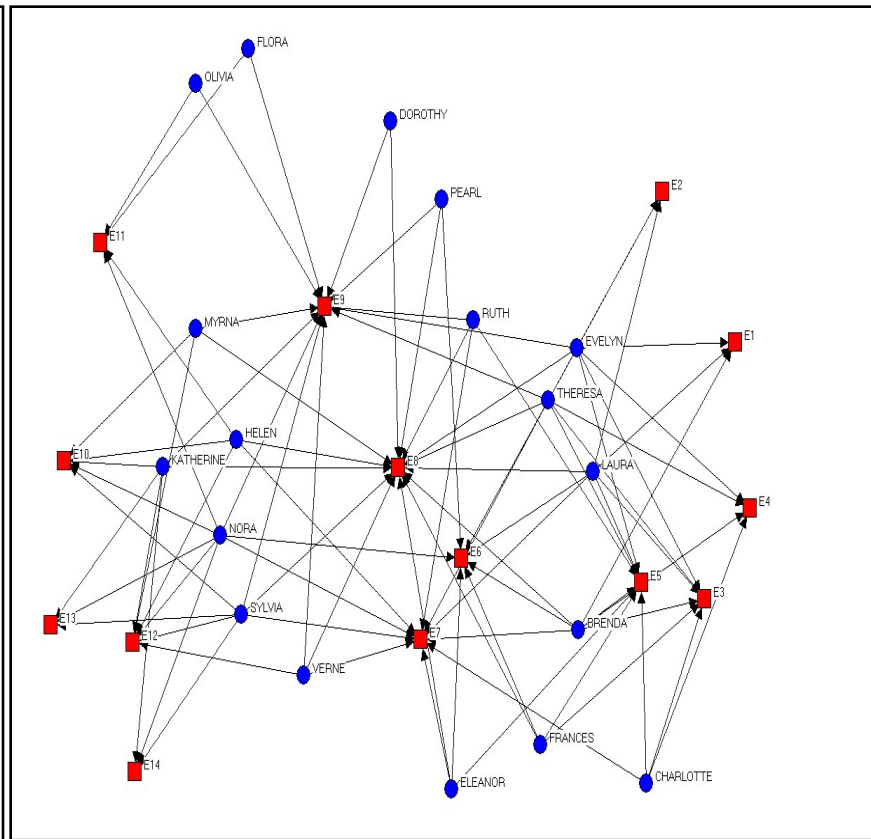 FLORA
OLIVIA
DOROTHY
E2
PEARL
E11
E9
MYRNA
RUTH
EVELYN
E1
THERESA
HELEN
E10
KATHERINE
E8
LAURA
E4
NORA
E6
E5
E3
SYLVIA
E13
E12
E7
BRENDA
VERNE
FRANCES
E14
ELEANOR
CHARLOTTE